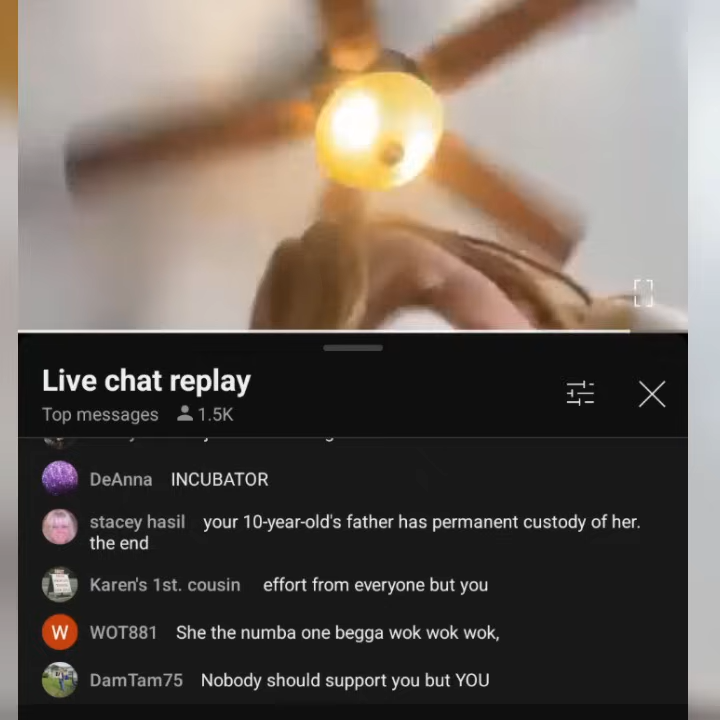 Live chat replay
Top messages 1.5K
DeAnna INCUBATOR
stacey hasil your 10-year-old's father has permanent custody of her.
the end
Karen's 1st. cousin effort from everyone but you
W WOT881 She the numba one begga wok wok wok,
DamTam75 Nobody should support you but YOU